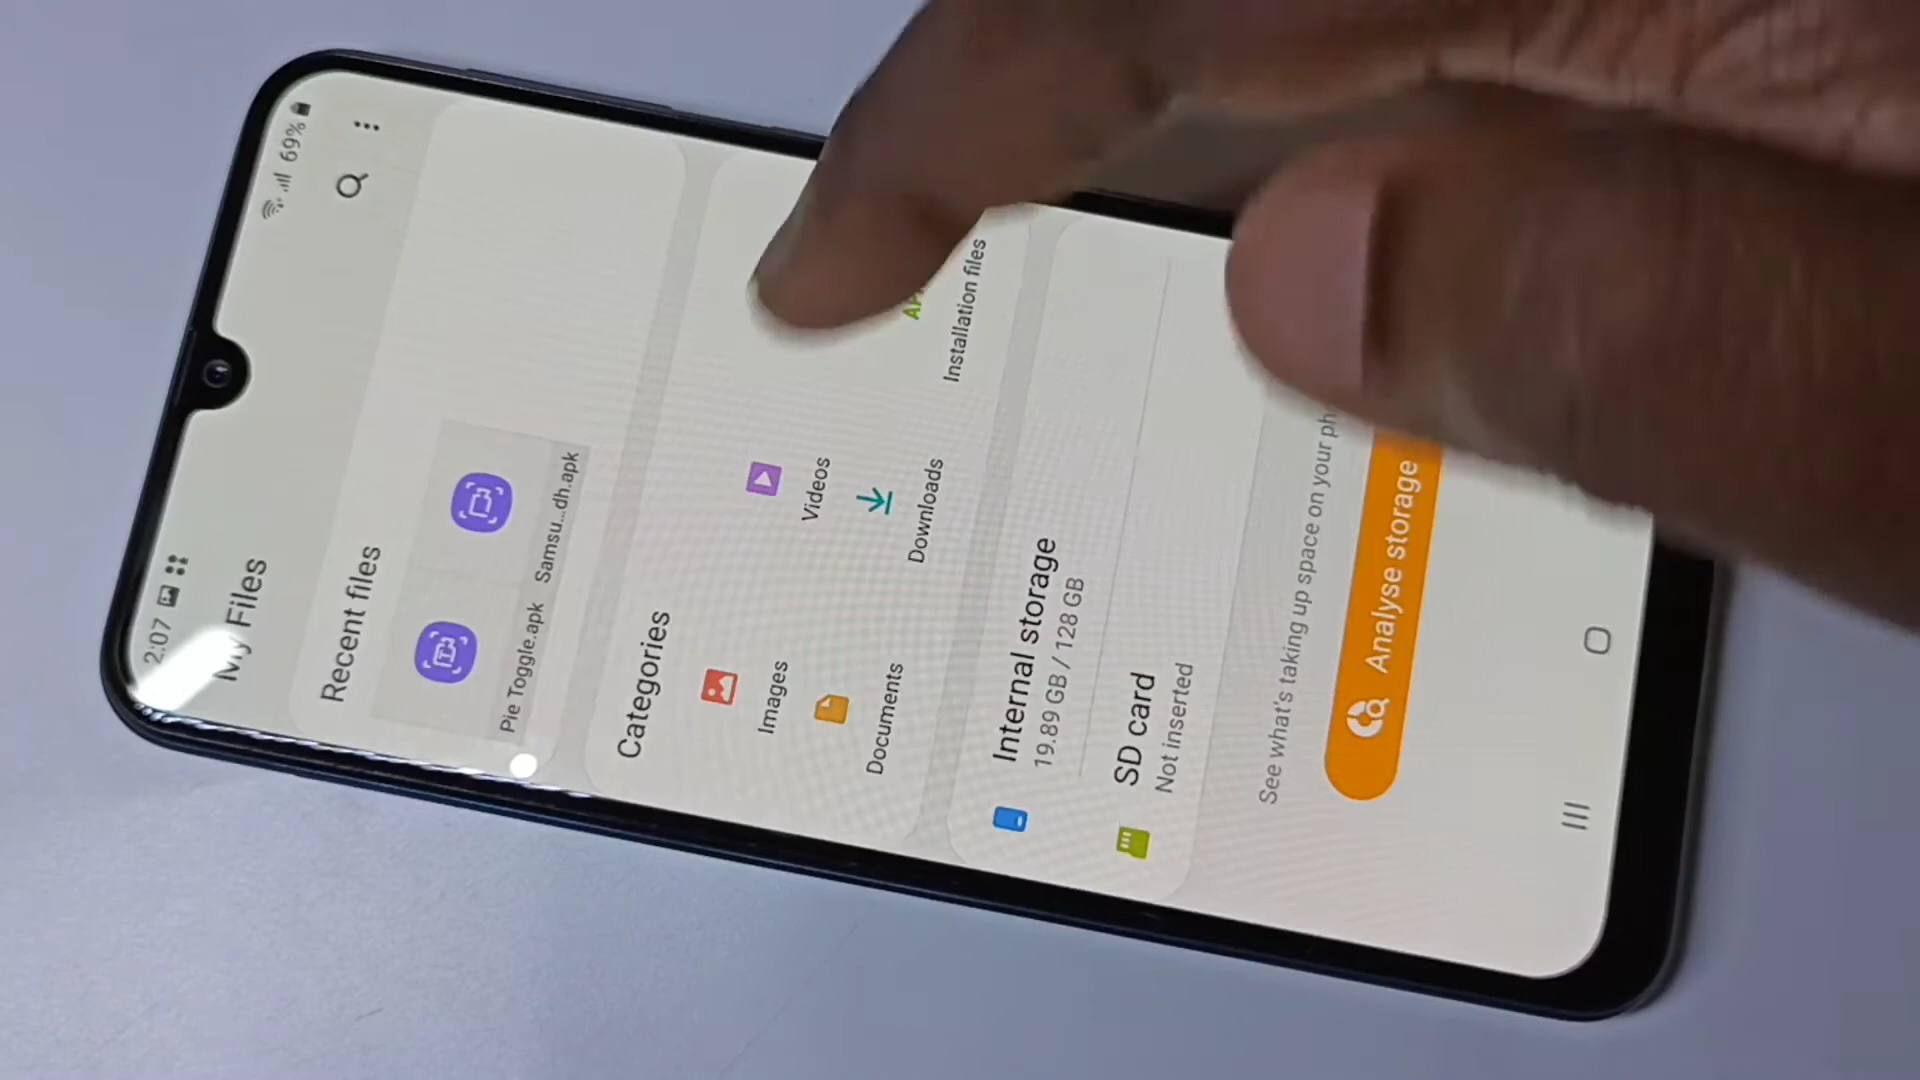 2:07
69%
My Files
Recent files
Pie Toggle.apk
Samsu...dh.apk
Categories
Images
Videos
Documents
Downloads
Installation files
Internal storage
19.89 GB / 128 GB
SD card
Not inserted
See what's taking up space on your ph
Analyse storage